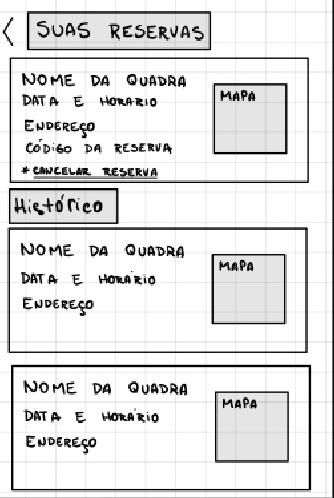 SUAS RESERVAS
NOME DA QUADRA
DATA E HORARIO
MAPA
ENDEREÇO
CÓDIGO DA RESERVA
* CANCELAR RESERVA
Histórico
NOME DA QUADRA
DATA E HORÁRIO
MAPA
ENDEREÇO
NOME DA QUADRA
DATA E HORÁRIO
MAPA
ENDEREÇO